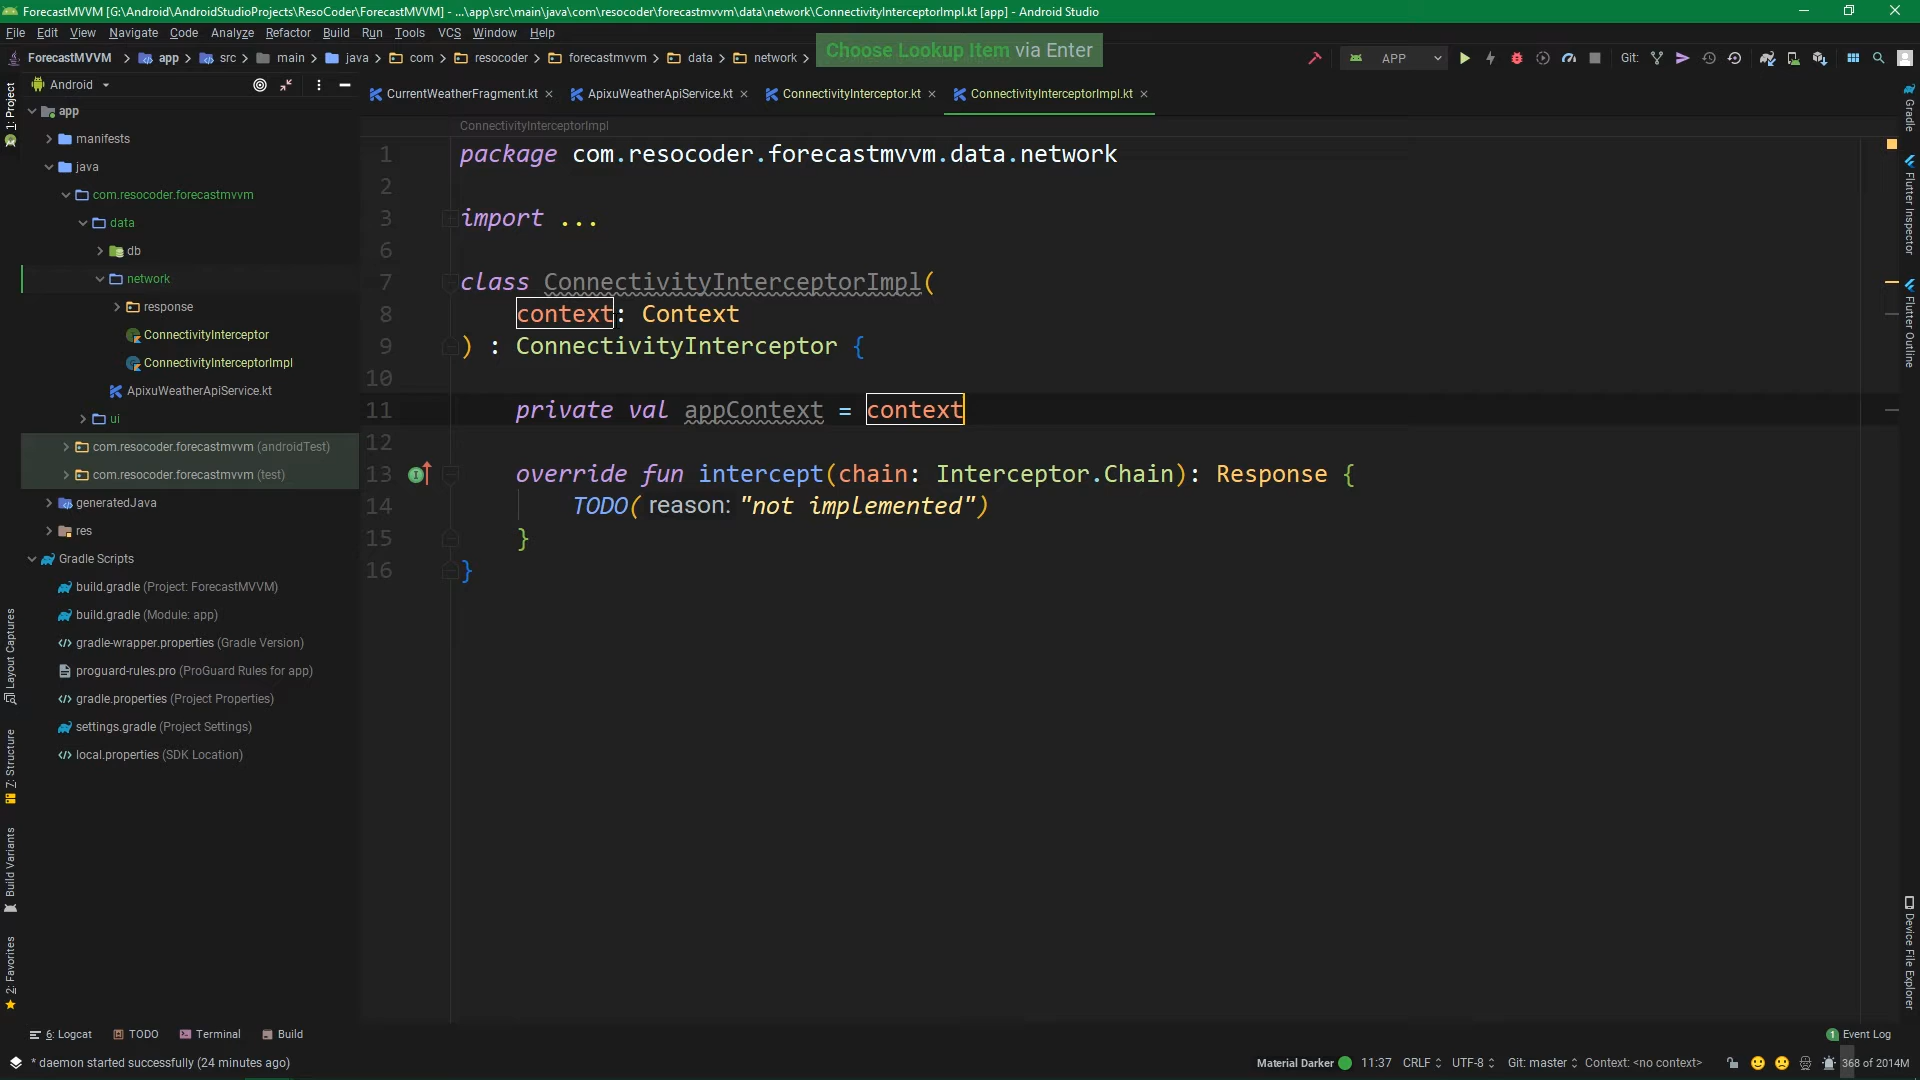 ForecastMVVM [G:\Android\AndroidStudioProjects\ResoCoder\ForecastMVVM] - ...\app\src\main\java\com\resocoder\forecastmvvm\data\network\ConnectivityInterceptorImpl.kt [app] - Android Studio
File Edit View Navigate Code Analyze Refactor Build Run Tools VCS Window Help
Choose Lookup Item via Enter
ForecastMVVM app src main java com resocoder forecastmvvm data network
APP Git:
1: Project
Android
CurrentWeatherFragment.kt ApixuWeatherApiService.kt ConnectivityInterceptor.kt ConnectivityInterceptorImpl.kt
Gradle
app
manifests
java
com.resocoder.forecastmvvm
data
db
network
response
ConnectivityInterceptor
ConnectivityInterceptorImpl
ApixuWeatherApiService.kt
ui
com.resocoder.forecastmvvm (androidTest)
com.resocoder.forecastmvvm (test)
generatedJava
res
Gradle Scripts
build.gradle (Project: ForecastMVVM)
build.gradle (Module: app)
gradle-wrapper.properties (Gradle Version)
proguard-rules.pro (ProGuard Rules for app)
gradle.properties (Project Properties)
settings.gradle (Project Settings)
local.properties (SDK Location)
ConnectivityInterceptorImpl
1 package com.resocoder.forecastmvvm.data.network
2
3 import ...
6
7 class ConnectivityInterceptorImpl(
8 context: Context
9 ) : ConnectivityInterceptor {
10
11 private val appContext = context
12
13 override fun intercept(chain: Interceptor.Chain): Response {
14 TODO( reason: "not implemented")
15 }
16 }
Flutter Inspector
Flutter Outline
Device File Explorer
Layout Captures
7: Structure
Build Variants
2: Favorites
6: Logcat TODO Terminal Build
1 Event Log
* daemon started successfully (24 minutes ago)
Material Darker 11:37 CRLF UTF-8 Git: master Context: <no context> 368 of 2014M